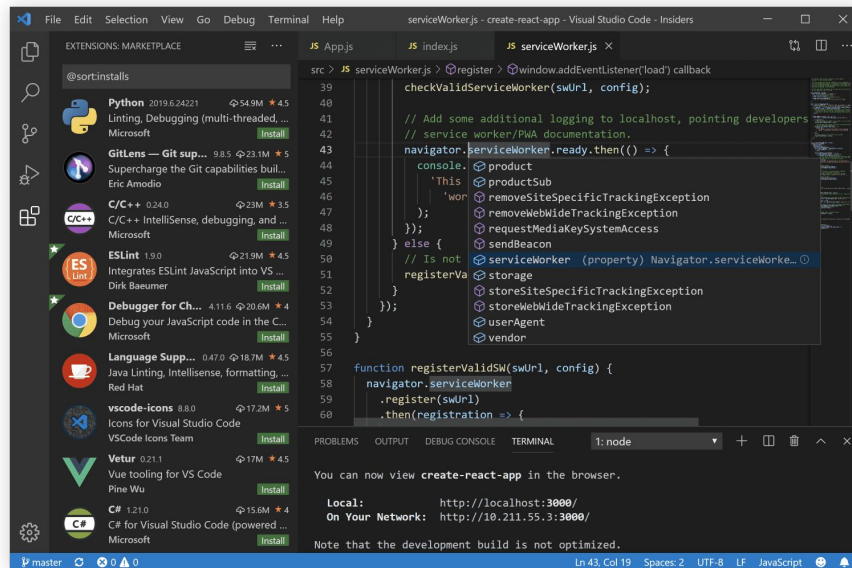 File Edit Selection View Go Debug Terminal Help
serviceWorker.js - create-react-app - Visual Studio Code - Insiders
EXTENSIONS: MARKETPLACE
@sort:installs
Python 2019.6.24221 54.9M ★ 4.5
Linting, Debugging (multi-threaded, ...
Microsoft Install
GitLens — Git sup... 9.8.5 23.1M ★ 5
Supercharge the Git capabilities buil...
Eric Amodio Install
C/C++ 0.24.0 23M ★ 3.5
C/C++ IntelliSense, debugging, and ...
Microsoft Install
C/C++
ESLint 1.9.0 21.9M ★ 4.5
Integrates ESLint JavaScript into VS ...
Dirk Baeumer Install
ES
Lint
Debugger for Ch... 4.11.6 20.6M ★ 4
Debug your JavaScript code in the C...
Microsoft Install
Language Supp... 0.47.0 18.7M ★ 4.5
Java Linting, Intellisense, formatting, ...
Red Hat Install
vscode-icons 8.8.0 17.2M ★ 5
Icons for Visual Studio Code
VSCode Icons Team Install
Vetur 0.21.1 17M ★ 4.5
Vue tooling for VS Code
Pine Wu Install
C# 1.21.0 15.6M ★ 4
C# for Visual Studio Code (powered ...
Microsoft Install
C#
JS App.js JS index.js JS serviceWorker.js
src > JS serviceWorker.js > register > window.addEventListener('load') callback
39 checkValidServiceWorker(swUrl, config);
40
41 // Add some additional logging to localhost, pointing developers
42 // service worker/PWA documentation.
43 navigator.serviceWorker.ready.then(() => {
44 console.
45 'This
46 'wor
47 );
48 });
49 } else {
50 // Is not
51 registerVa
52 }
53 });
54 }
55 }
56
57 function registerValidSW(swUrl, config) {
58 navigator.serviceWorker
59 .register(swUrl)
60 .then(registration => {
product
productSub
removeSiteSpecificTrackingException
removeWebWideTrackingException
requestMediaKeySystemAccess
sendBeacon
serviceWorker (property) Navigator.serviceWorke...
storage
storeSiteSpecificTrackingException
storeWebWideTrackingException
userAgent
vendor
PROBLEMS OUTPUT DEBUG CONSOLE TERMINAL 1: node
You can now view create-react-app in the browser.
Local: http://localhost:3000/
On Your Network: http://10.211.55.3:3000/
Note that the development build is not optimized.
master 0 0 Ln 43, Col 19 Spaces: 2 UTF-8 LF JavaScript